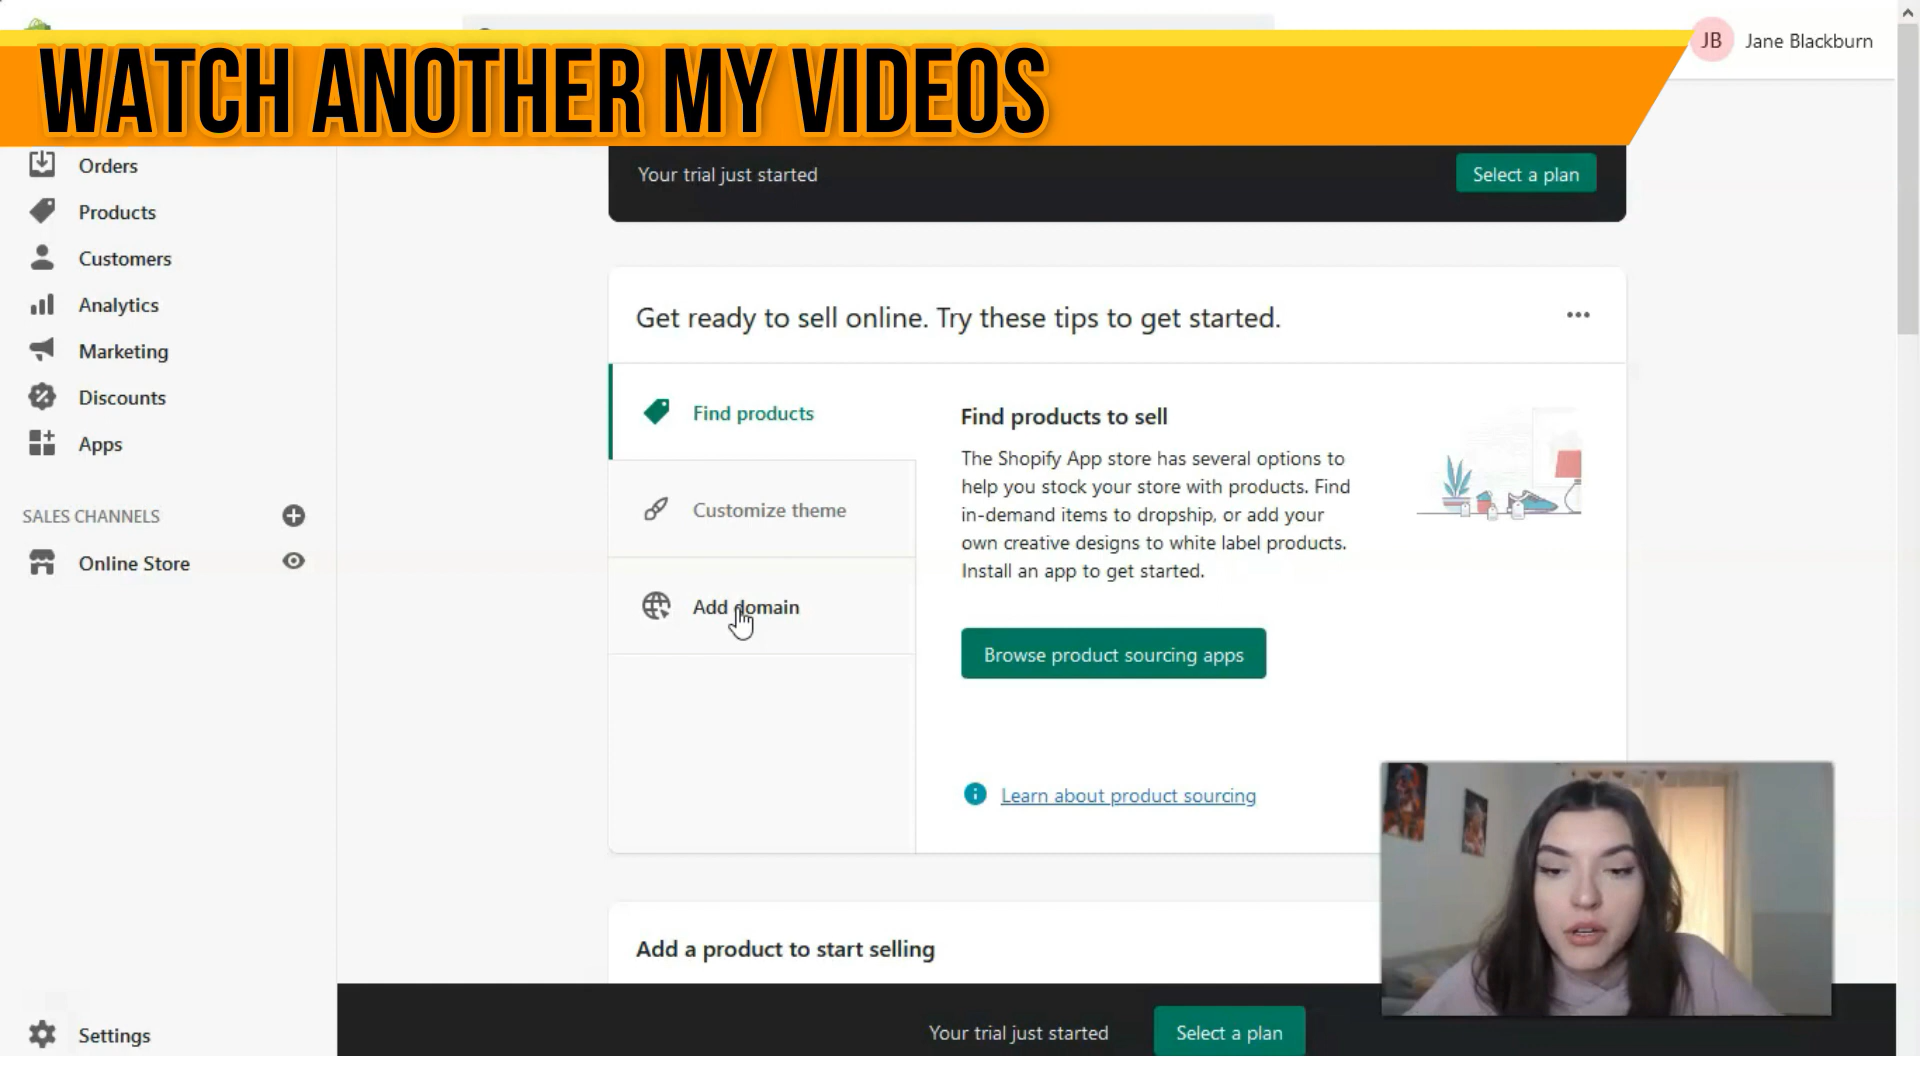 WATCH ANOTHER MY VIDEOS
JB Jane Blackburn
Orders
Products
Customers
Analytics
Marketing
Discounts
Apps
SALES CHANNELS
Online Store
Settings
Your trial just started
Select a plan
Get ready to sell online. Try these tips to get started.
Find products
Customize theme
Add domain
Find products to sell
The Shopify App store has several options to
help you stock your store with products. Find
in-demand items to dropship, or add your
own creative designs to white label products.
Install an app to get started.
Browse product sourcing apps
Learn about product sourcing
Add a product to start selling
Your trial just started
Select a plan